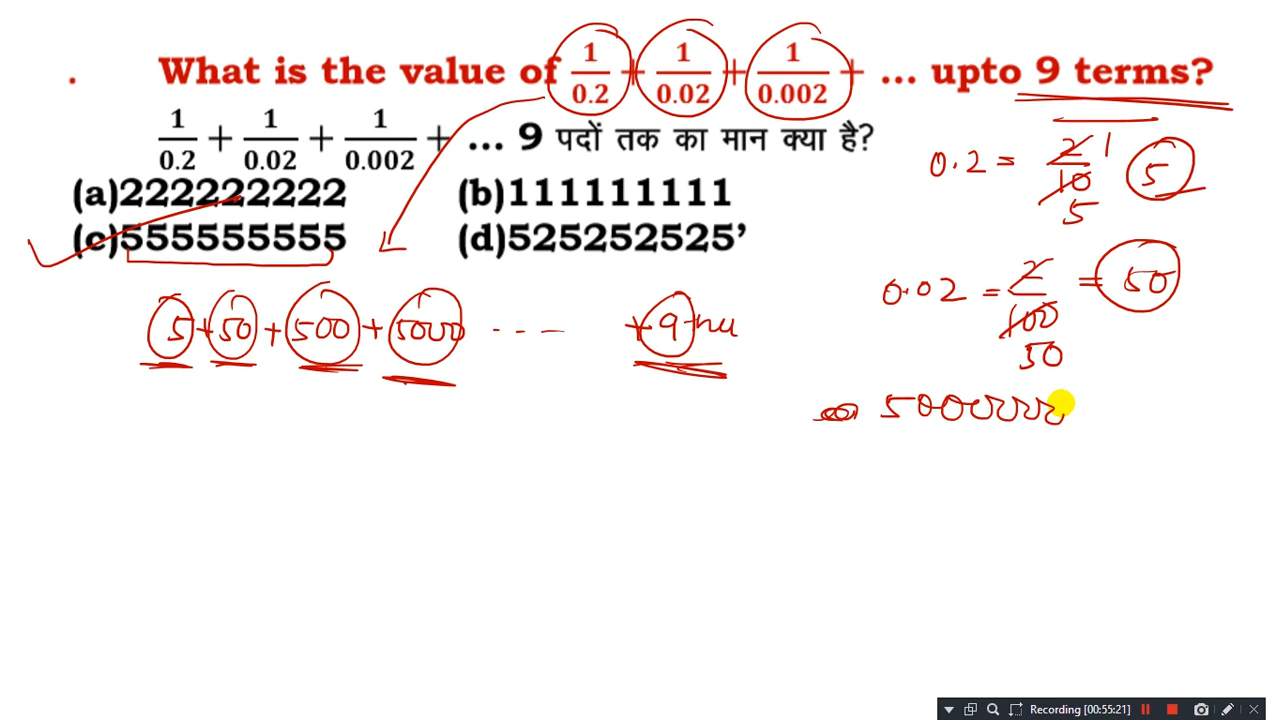 . What is the value of 1/0.2 + 1/0.02 + 1/0.002 + ... upto 9 terms?
1/0.2 + 1/0.02 + 1/0.002 + ... 9 पदों तक का मान क्या है?
(a)222222222 (b)111111111
(c)555555555 (d)525252525’
0.2 = 2/10 1 5
5
0.02 = 2/100 = 50
50
5 + 50 + 500 + 5000 --- --- + 9
50000000
Recording [00:55:21]